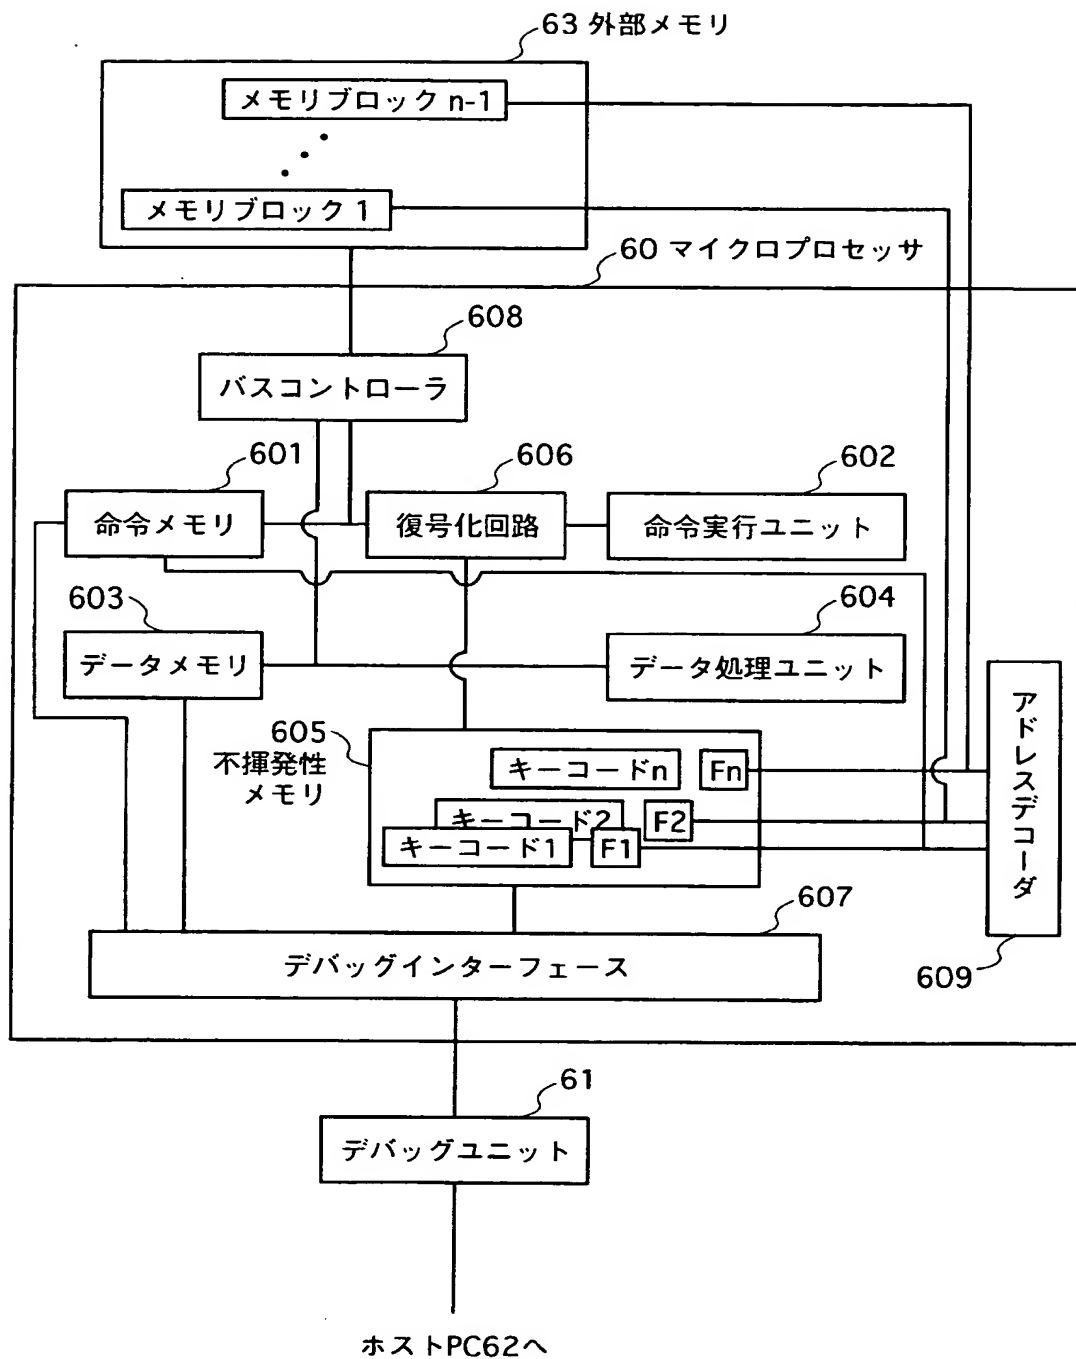 63 外部メモリ
メモリブロック n-1
メモリブロック 1
60 マイクロプロセッサ
608
バスコントローラ
601
606
602
命令メモリ
復号化回路
命令実行ユニット
603
604
データメモリ
データ処理ユニット
605
不揮発性
メモリ
キーコードn
Fn
キーコード2
F2
キーコード1
F1
アドレスデコーダ
607
デバッグインターフェース
609
61
デバッグユニット
ホストPC62へ